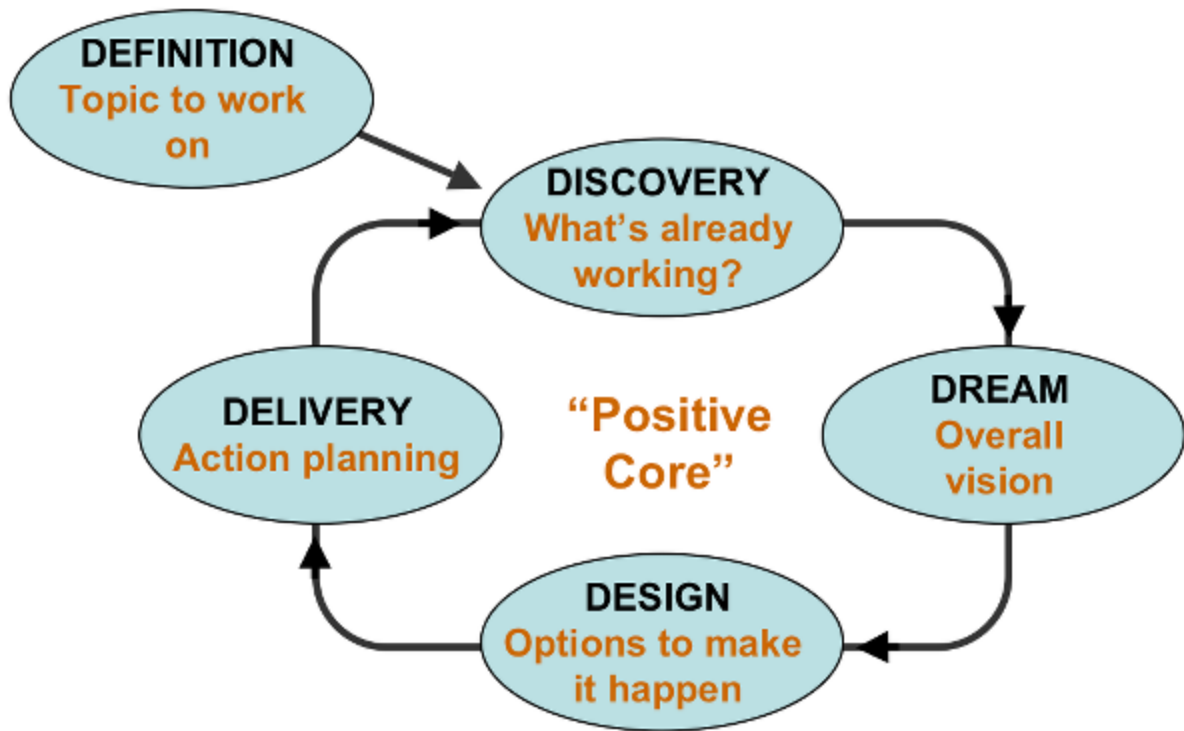 DEFINITION
Topic to work
on
DISCOVERY
What’s already
working?
DREAM
Overall
vision
DESIGN
Options to make
it happen
DELIVERY
Action planning
“Positive
Core”